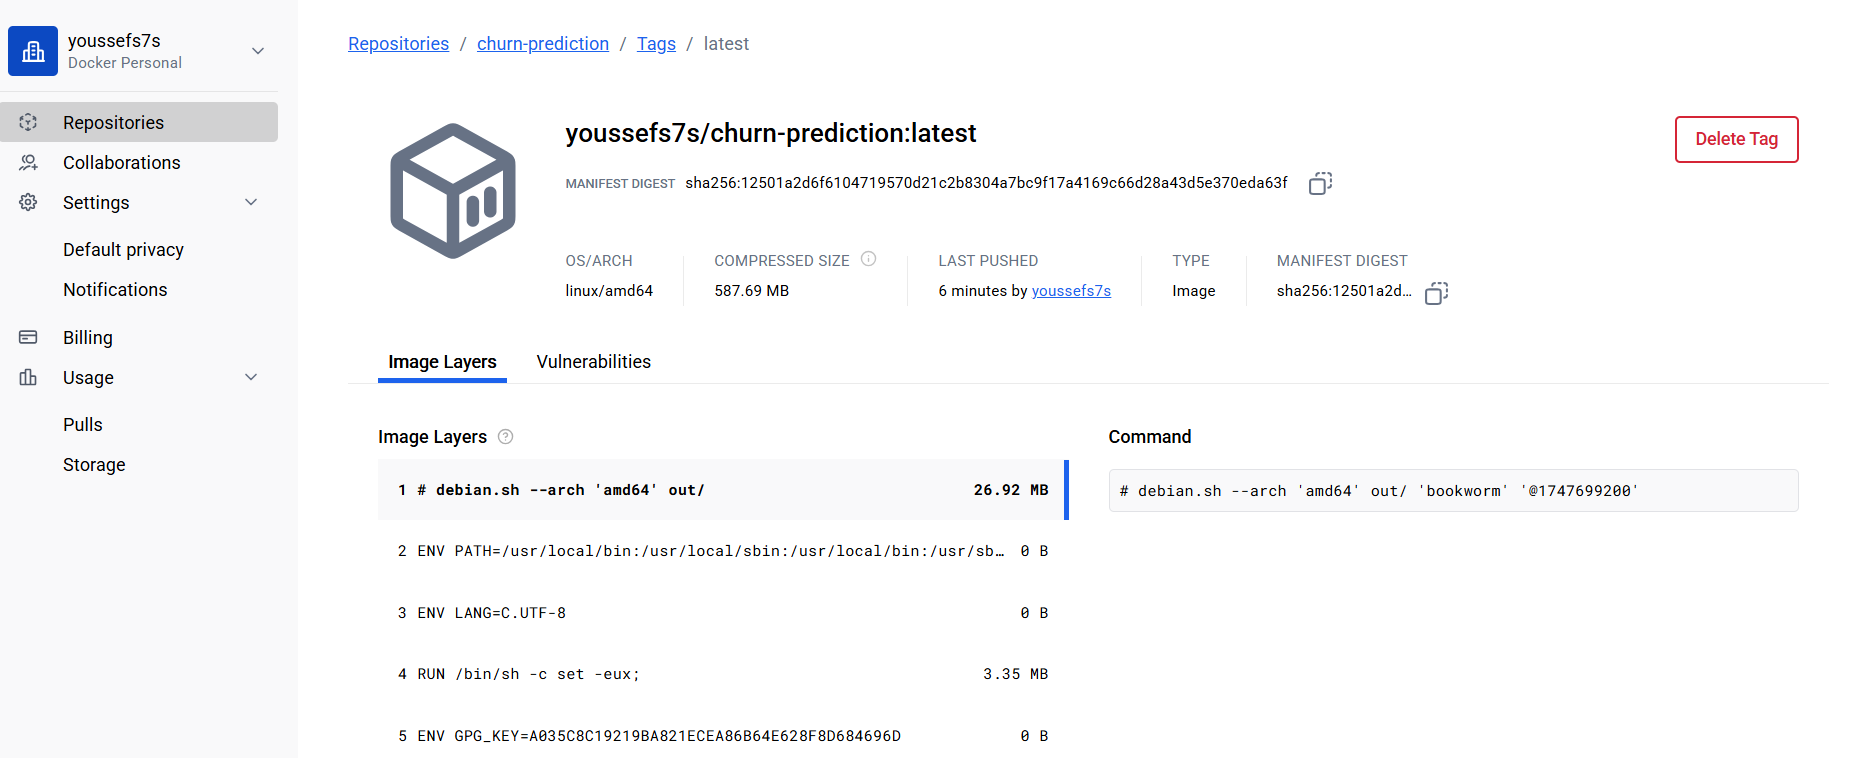 youssefs7s
Docker Personal
Repositories
Collaborations
Settings
Default privacy
Notifications
Billing
Usage
Pulls
Storage
Repositories / churn-prediction / Tags / latest
youssefs7s/churn-prediction:latest
Delete Tag
MANIFEST DIGEST sha256:12501a2d6f6104719570d21c2b8304a7bc9f17a4169c66d28a43d5e370eda63f
OS/ARCH COMPRESSED SIZE LAST PUSHED TYPE MANIFEST DIGEST
linux/amd64 587.69 MB 6 minutes by youssefs7s Image sha256:12501a2d...
Image Layers Vulnerabilities
Image Layers
1 # debian.sh --arch 'amd64' out/ 26.92 MB
2 ENV PATH=/usr/local/bin:/usr/local/sbin:/usr/local/bin:/usr/sb… 0 B
3 ENV LANG=C.UTF-8 0 B
4 RUN /bin/sh -c set -eux; 3.35 MB
5 ENV GPG_KEY=A035C8C19219BA821ECEA86B64E628F8D684696D 0 B
Command
# debian.sh --arch 'amd64' out/ 'bookworm' '@1747699200'